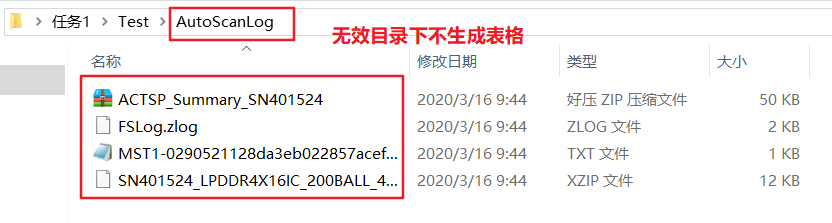 任务1 > Test > AutoScanLog
无效目录下不生成表格
名称 修改日期 类型 大小
ACTSP_Summary_SN401524 2020/3/16 9:44 好压 ZIP 压缩文件 50 KB
FSLog.zlog 2020/3/16 9:44 ZLOG 文件 2 KB
MST1-0290521128da3eb022857acef... 2020/3/16 9:44 TXT 文件 1 KB
SN401524_LPDDR4X16IC_200BALL_4... 2020/3/16 9:44 XZIP 文件 12 KB